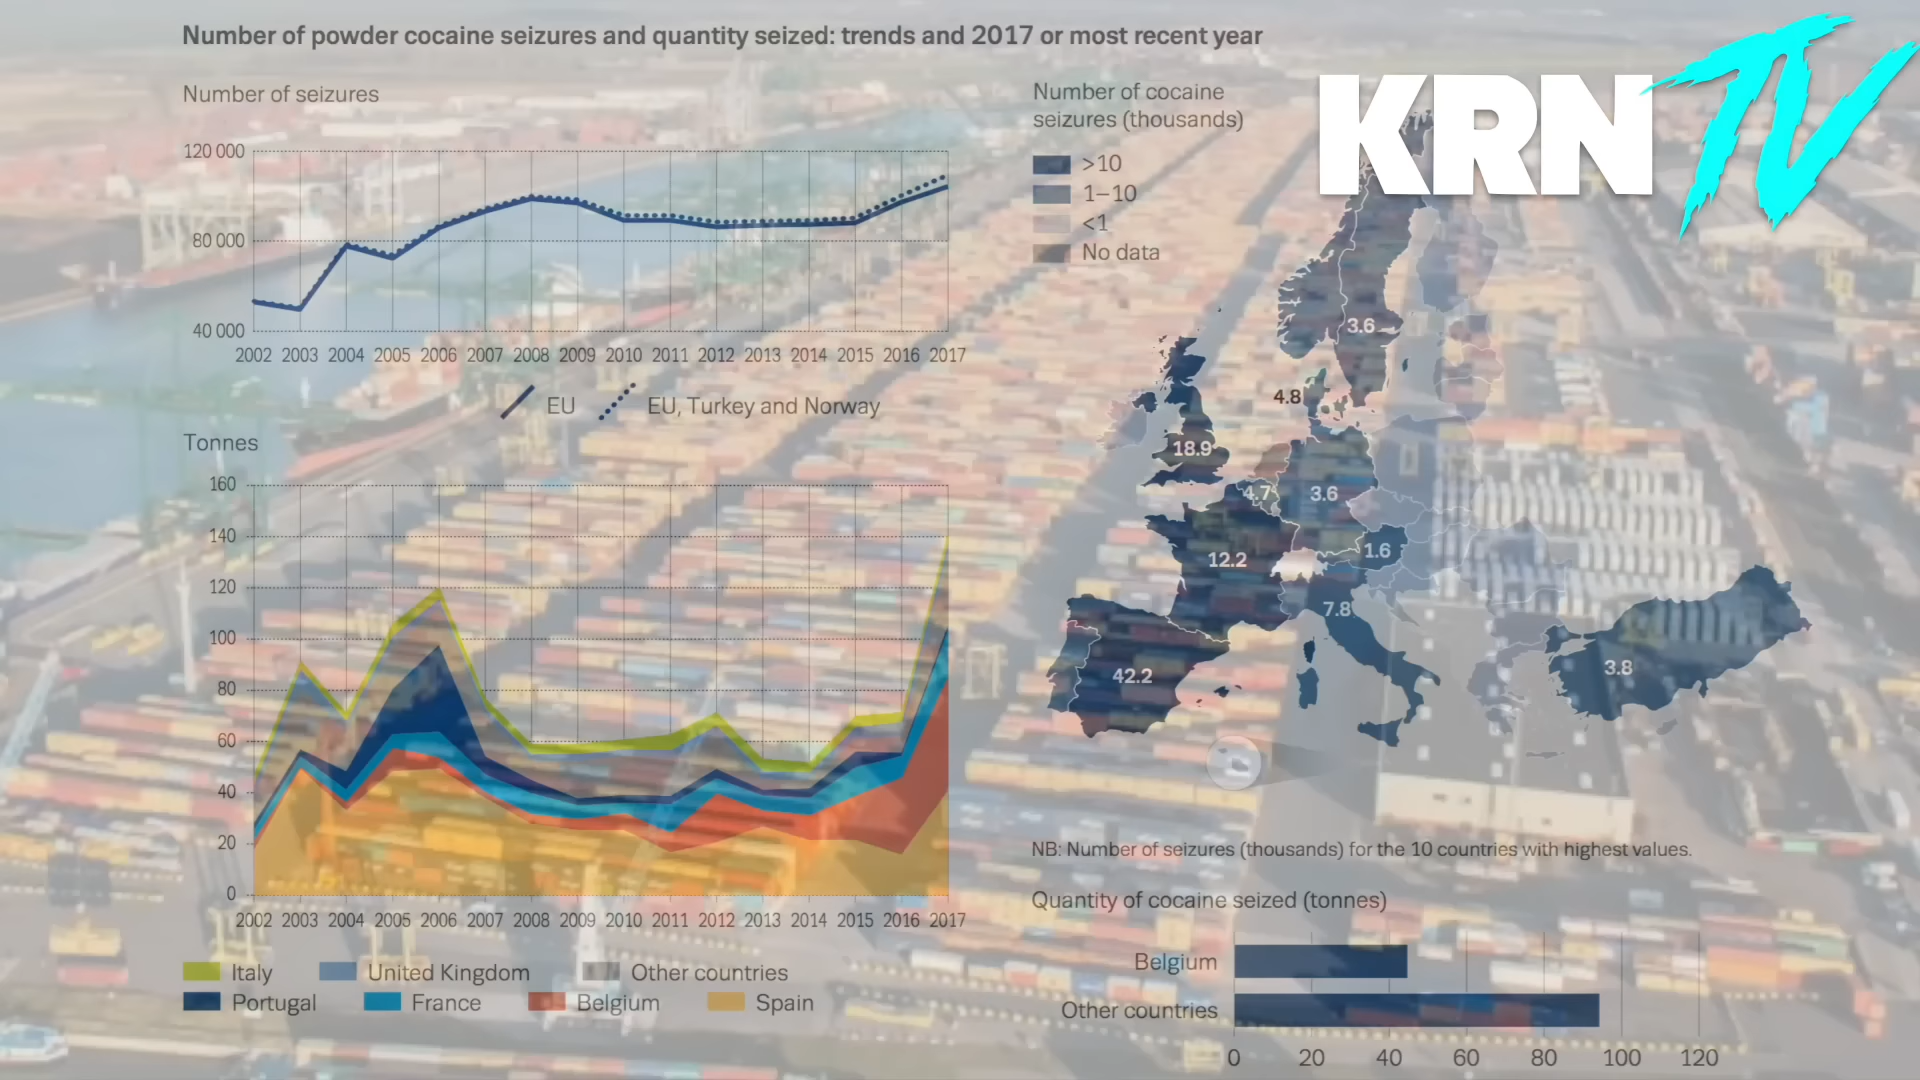 Number of powder cocaine seizures and quantity seized: trends and 2017 or most recent year
KRN TV
Number of seizures
120 000
80 000
40 000
2002 2003 2004 2005 2006 2007 2008 2009 2010 2011 2012 2013 2014 2015 2016 2017
EU
EU, Turkey and Norway
Tonnes
160
140
120
100
80
60
40
20
0
2002 2003 2004 2005 2006 2007 2008 2009 2010 2011 2012 2013 2014 2015 2016 2017
Italy United Kingdom Other countries
Portugal France Belgium Spain
Number of cocaine
seizures (thousands)
>10
1–10
<1
No data
3.6
4.8
18.9
4.7
3.6
12.2
1.6
7.8
42.2
3.8
NB: Number of seizures (thousands) for the 10 countries with highest values.
Quantity of cocaine seized (tonnes)
Belgium
Other countries
0 20 40 60 80 100 120